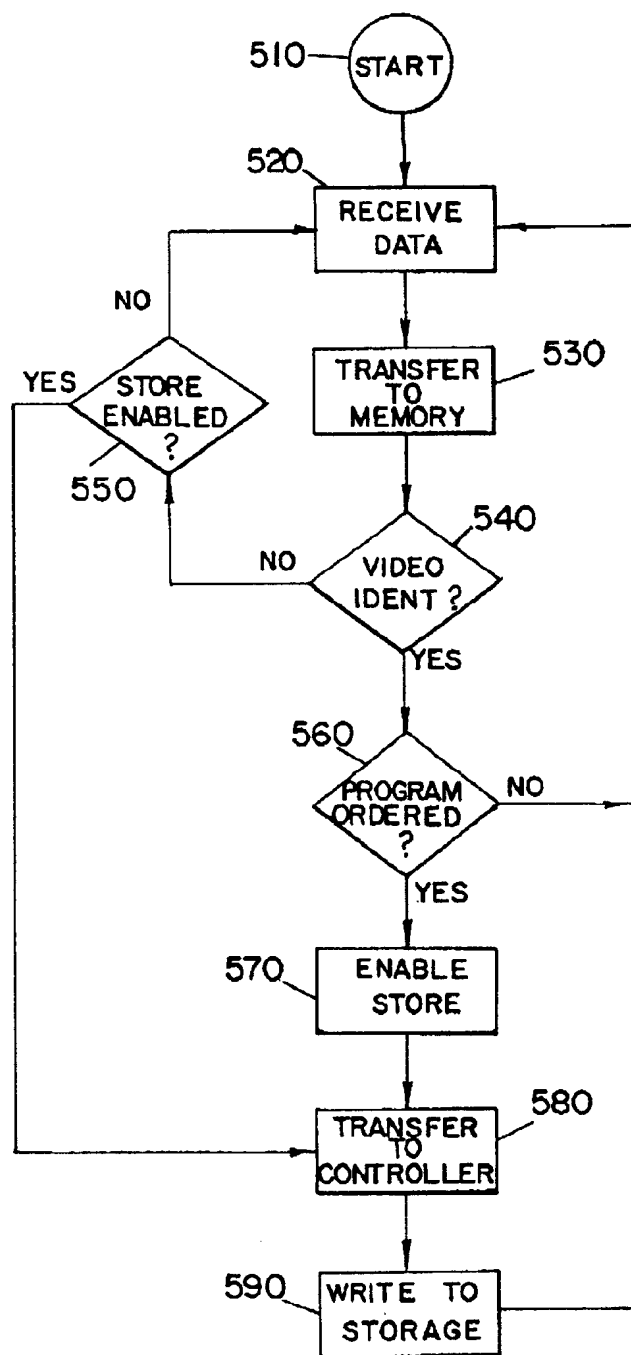 510
START
520
RECEIVE
DATA
NO
530
TRANSFER
TO
MEMORY
YES
STORE
ENABLED
?
550
540
NO
VIDEO
IDENT ?
YES
560
PROGRAM
ORDERED
?
NO
YES
570
ENABLE
STORE
580
TRANSFER
TO
CONTROLLER
590
WRITE TO
STORAGE